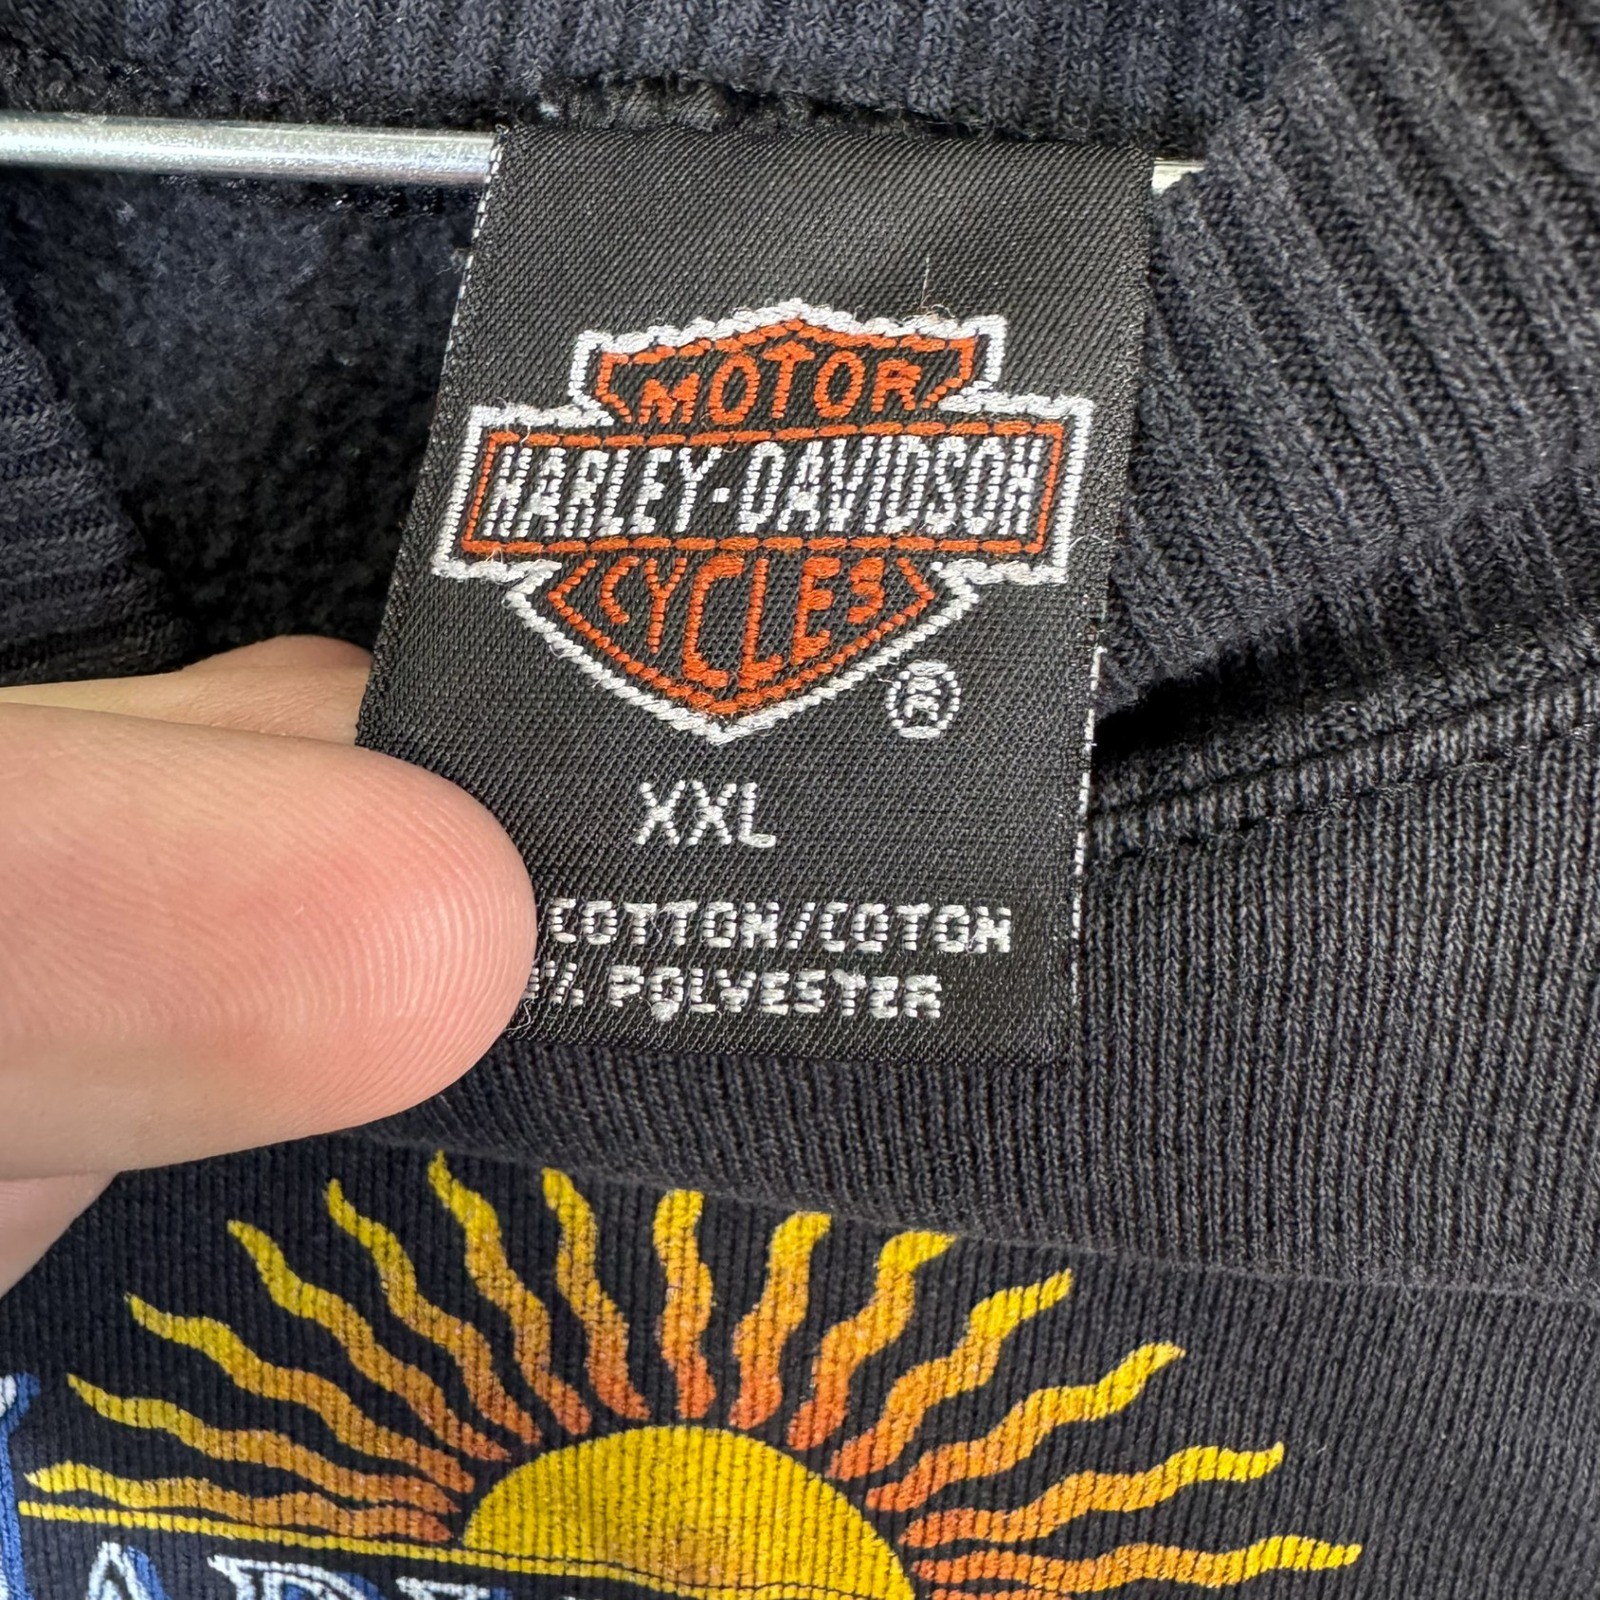 MOTOR
HARLEY-DAVIDSON
CYCLES
®
XXL
COTTON/COTON
% POLYESTER